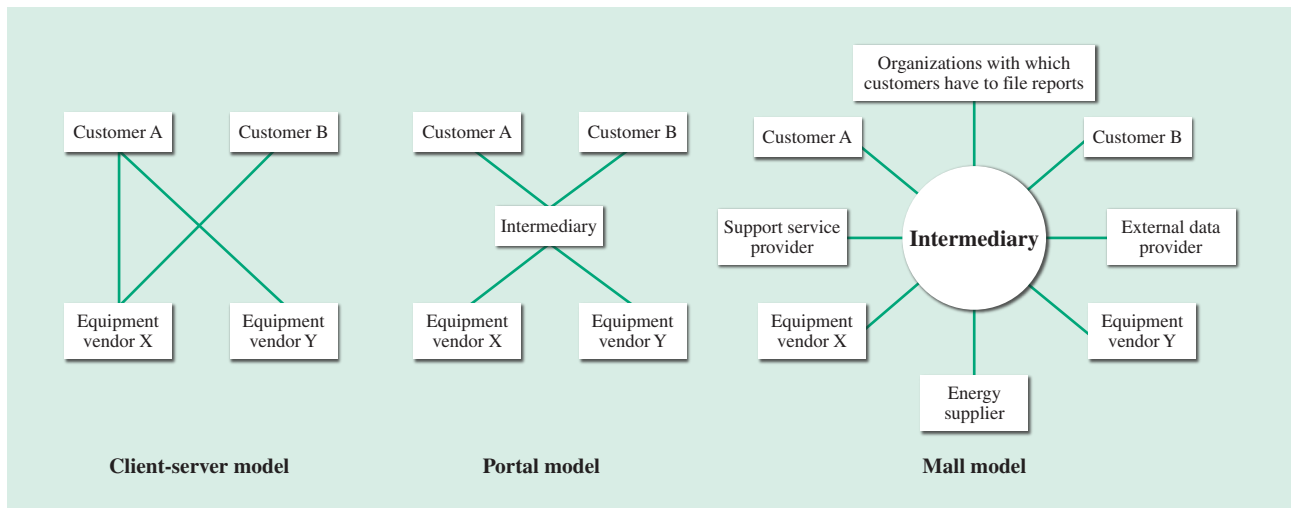 Customer A
Customer B
Equipment
vendor X
Equipment
vendor Y
Client-server model
Customer A
Customer B
Intermediary
Equipment
vendor X
Equipment
vendor Y
Portal model
Organizations with which
customers have to file reports
Customer A
Customer B
Support service
provider
Intermediary
External data
provider
Equipment
vendor X
Equipment
vendor Y
Energy
supplier
Mall model